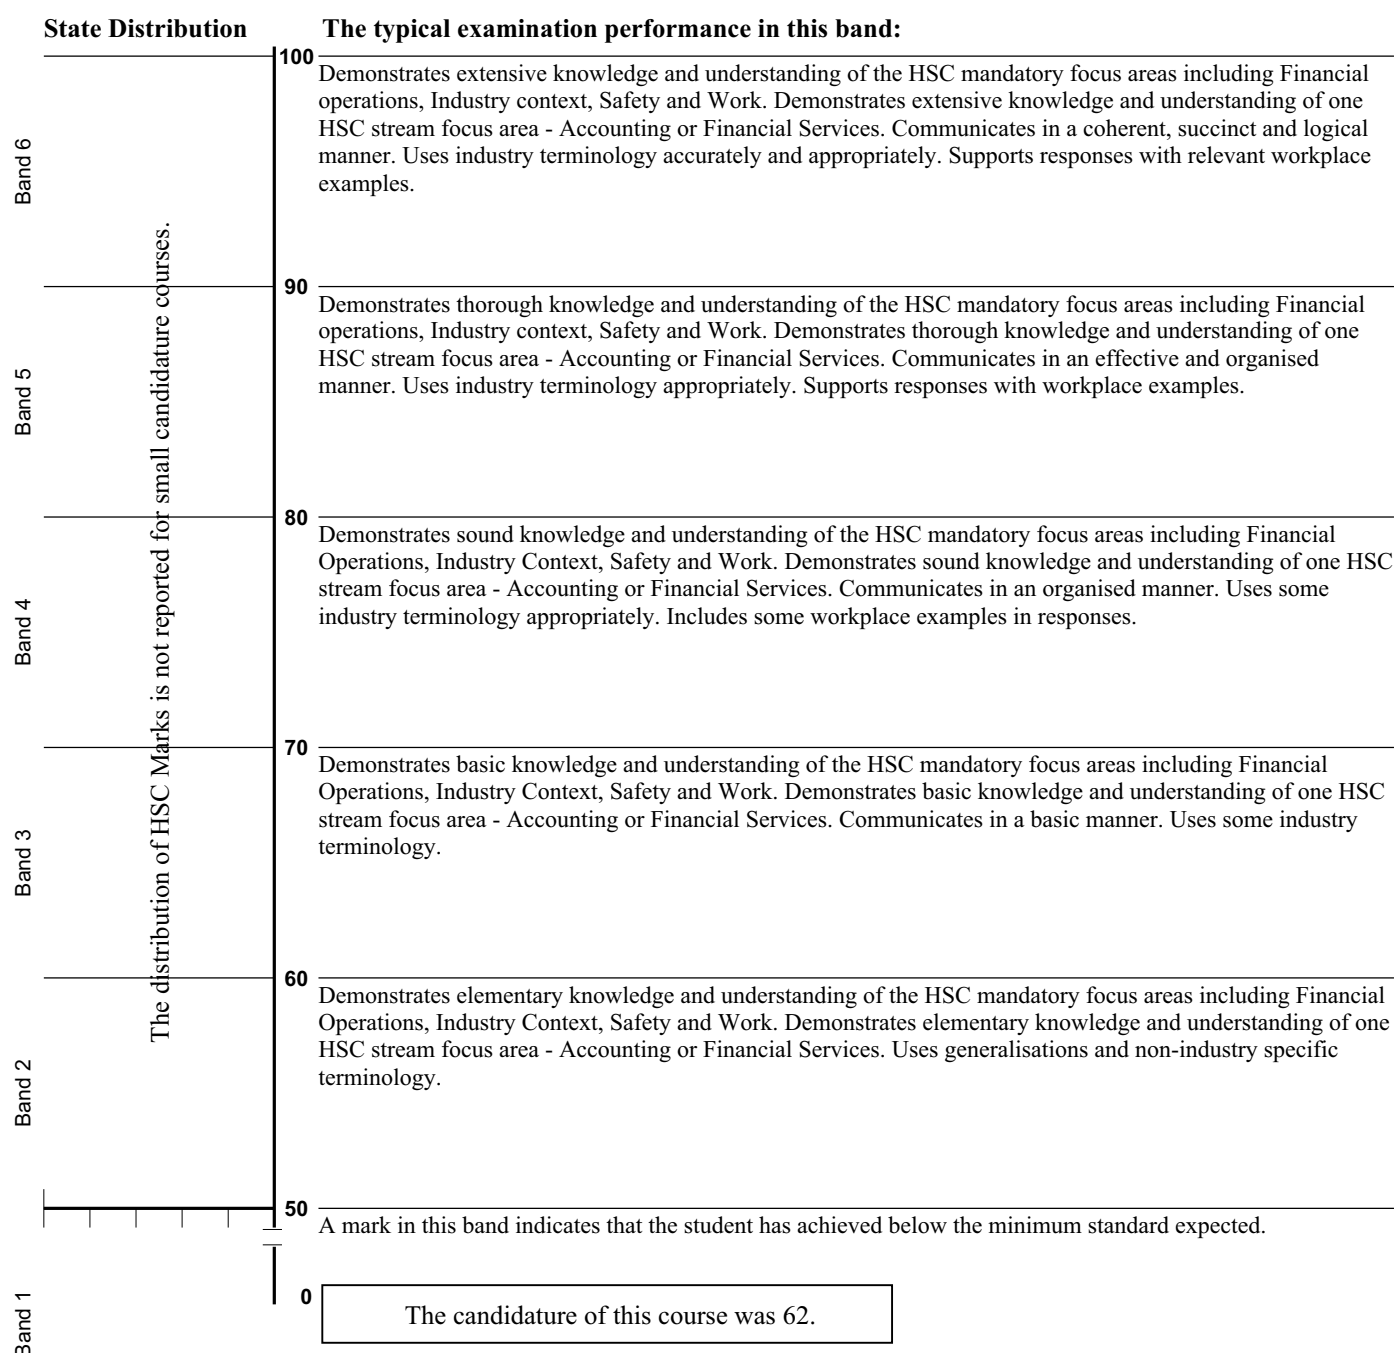 State Distribution
The typical examination performance in this band:
100
Demonstrates extensive knowledge and understanding of the HSC mandatory focus areas including Financial
operations, Industry context, Safety and Work. Demonstrates extensive knowledge and understanding of one
HSC stream focus area - Accounting or Financial Services. Communicates in a coherent, succinct and logical
manner. Uses industry terminology accurately and appropriately. Supports responses with relevant workplace
examples.
Band 6
The distribution of HSC Marks is not reported for small candidature courses.
90
Demonstrates thorough knowledge and understanding of the HSC mandatory focus areas including Financial
operations, Industry context, Safety and Work. Demonstrates thorough knowledge and understanding of one
HSC stream focus area - Accounting or Financial Services. Communicates in an effective and organised
manner. Uses industry terminology appropriately. Supports responses with workplace examples.
Band 5
80
Demonstrates sound knowledge and understanding of the HSC mandatory focus areas including Financial
Operations, Industry Context, Safety and Work. Demonstrates sound knowledge and understanding of one HSC
stream focus area - Accounting or Financial Services. Communicates in an organised manner. Uses some
industry terminology appropriately. Includes some workplace examples in responses.
Band 4
70
Demonstrates basic knowledge and understanding of the HSC mandatory focus areas including Financial
Operations, Industry Context, Safety and Work. Demonstrates basic knowledge and understanding of one HSC
stream focus area - Accounting or Financial Services. Communicates in a basic manner. Uses some industry
terminology.
Band 3
60
Demonstrates elementary knowledge and understanding of the HSC mandatory focus areas including Financial
Operations, Industry Context, Safety and Work. Demonstrates elementary knowledge and understanding of one
HSC stream focus area - Accounting or Financial Services. Uses generalisations and non-industry specific
terminology.
Band 2
50
A mark in this band indicates that the student has achieved below the minimum standard expected.
0
Band 1
The candidature of this course was 62.